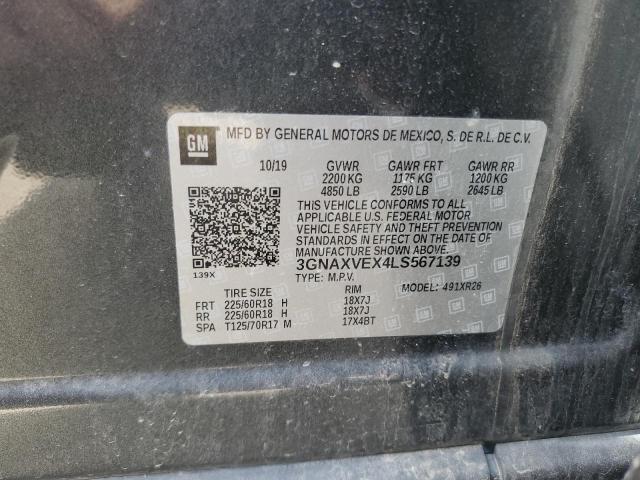 GM
MFD BY GENERAL MOTORS DE MEXICO, S. DE R.L. DE C.V.
10/19 GVWR GAWR FRT GAWR RR
2200 KG 1175 KG 1200 KG
4850 LB 2590 LB 2645 LB
THIS VEHICLE CONFORMS TO ALL
APPLICABLE U.S. FEDERAL MOTOR
VEHICLE SAFETY AND THEFT PREVENTION
STANDARDS IN EFFECT ON THE DATE OF
MANUFACTURE SHOWN ABOVE.
3GNAXVEX4LS567139
139X
TYPE: M.P.V. MODEL: 491XR26
TIRE SIZE RIM
FRT 225/60R18 H 18X7J
RR 225/60R18 H 18X7J
SPA T125/70R17 M 17X4BT